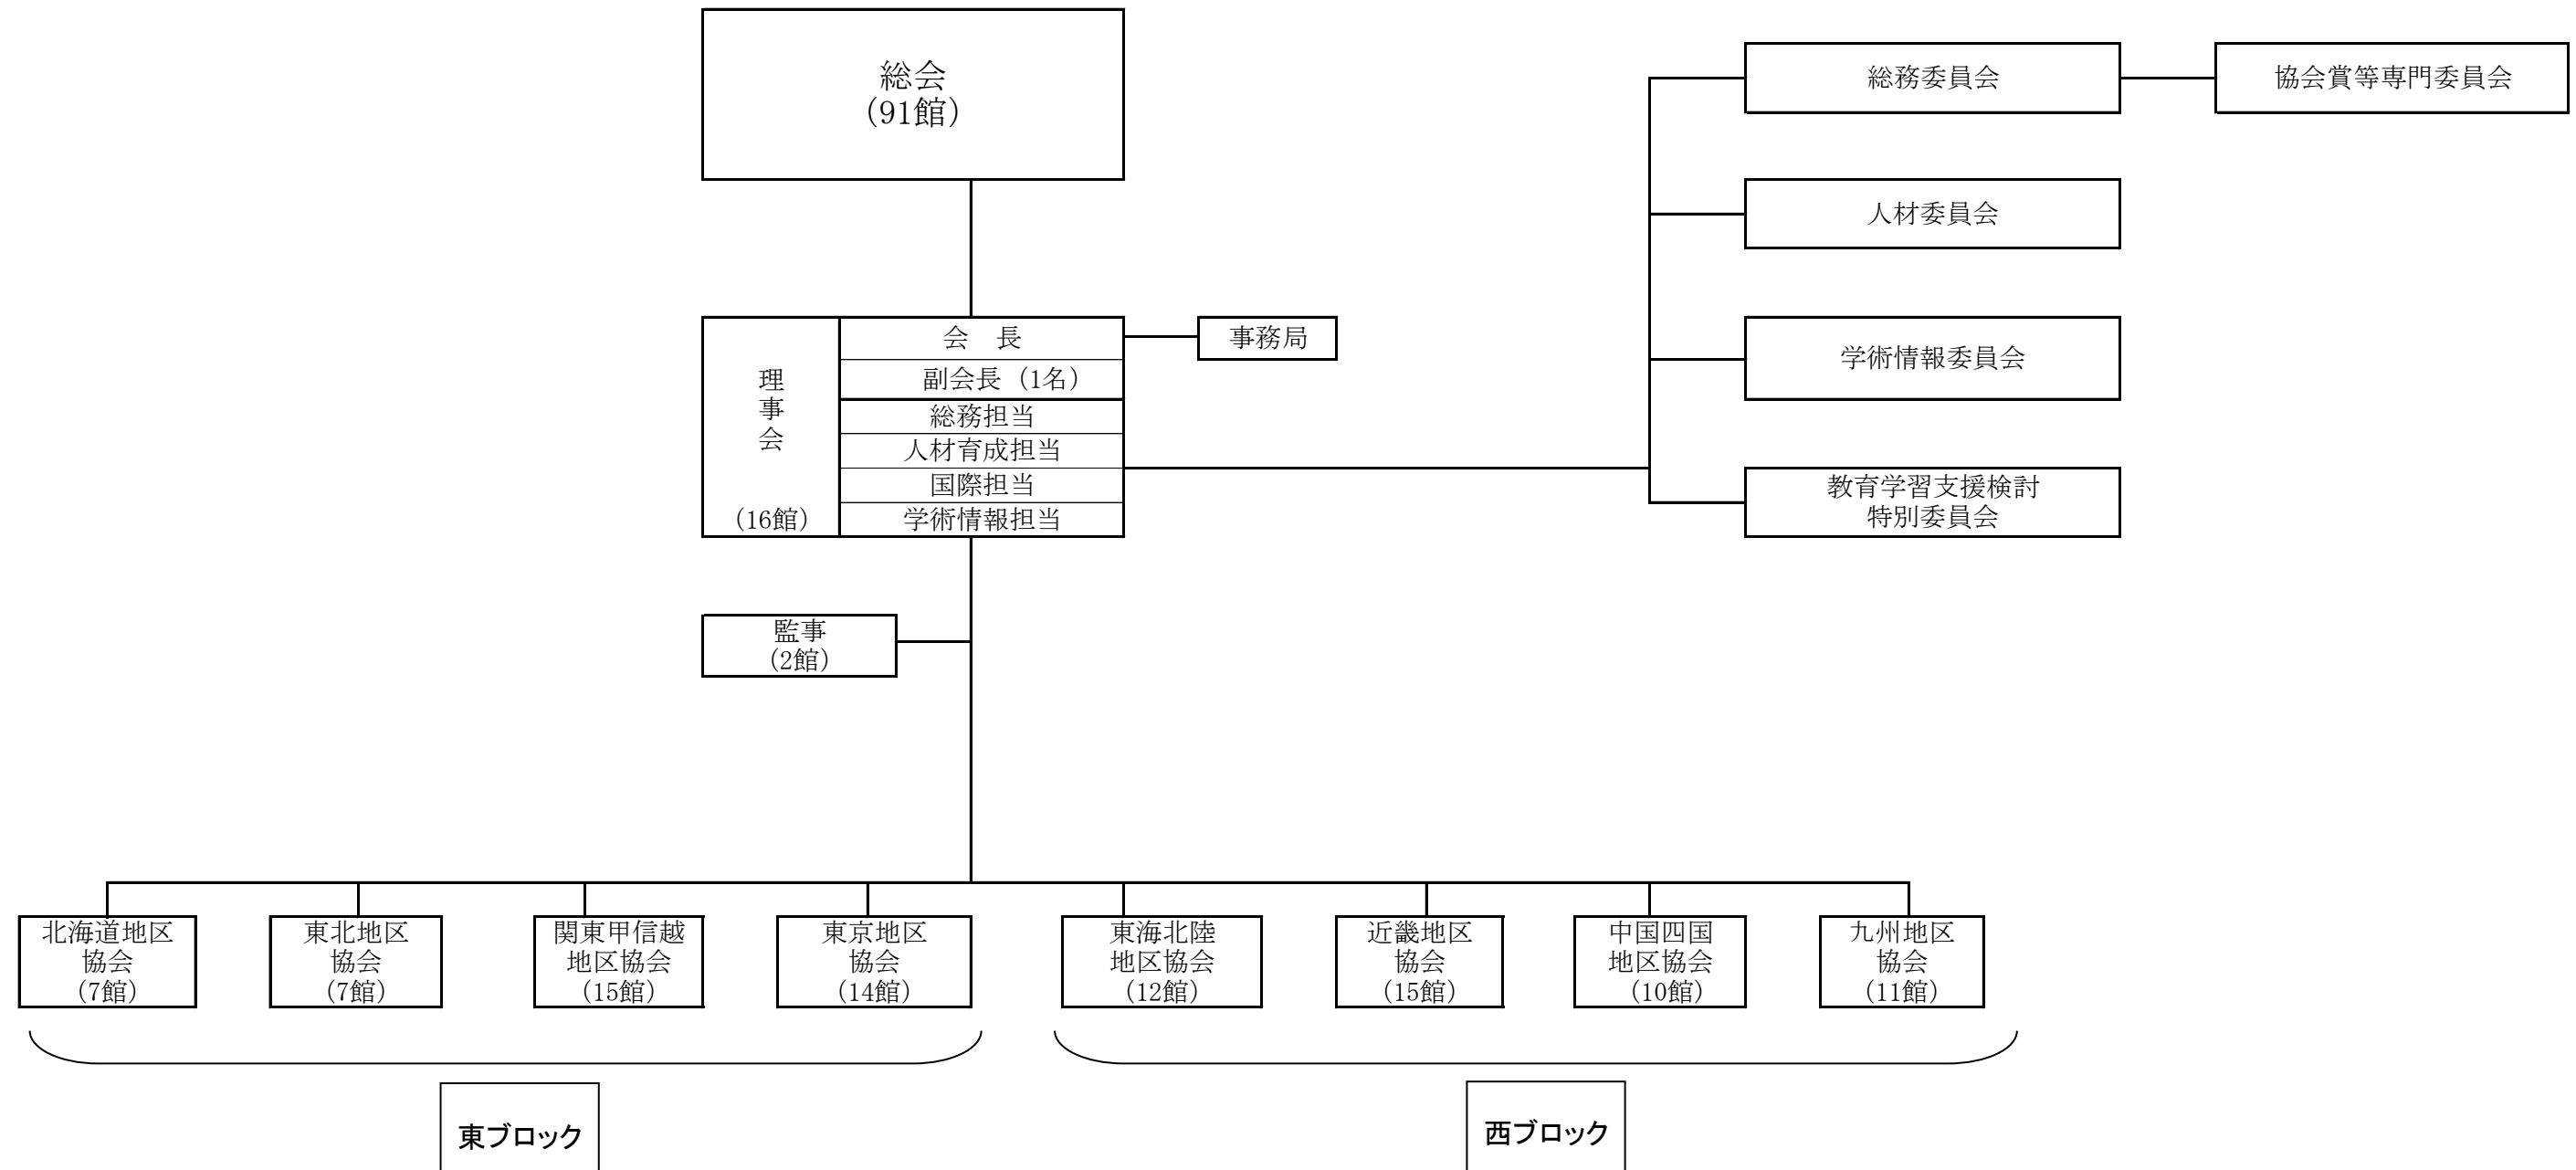 総会
(91館)
総務委員会
協会賞等専門委員会
人材委員会
理
事
会
(16館)
会　長
副会長（1名）
総務担当
人材育成担当
国際担当
学術情報担当
事務局
学術情報委員会
教育学習支援検討
特別委員会
監事
(2館)
北海道地区
協会
(7館)
東北地区
協会
(7館)
関東甲信越
地区協会
(15館)
東京地区
協会
(14館)
東海北陸
地区協会
(12館)
近畿地区
協会
(15館)
中国四国
地区協会
(10館)
九州地区
協会
(11館)
東ブロック
西ブロック